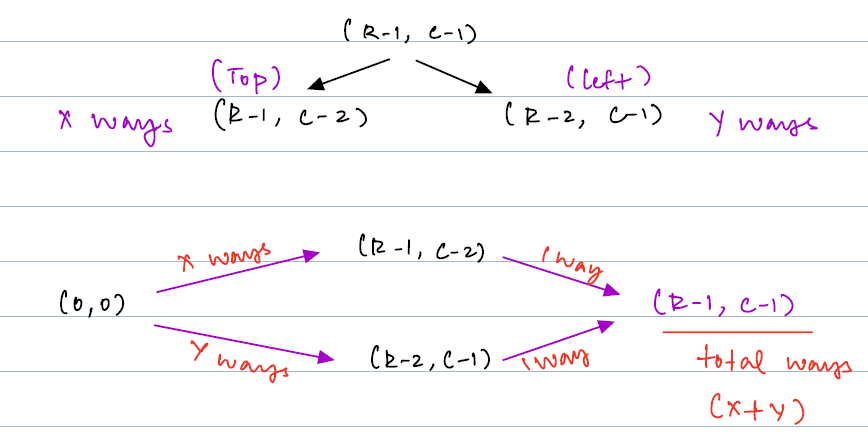 (R-1, C-1)
(Top) (left)
X ways (R-1, C-2) (R-2, C-1) Y ways
X ways (R-1, C-2) 1 way
(0,0) (R-1, C-1)
Y ways (R-2, C-1) 1 way total ways
(X+Y)